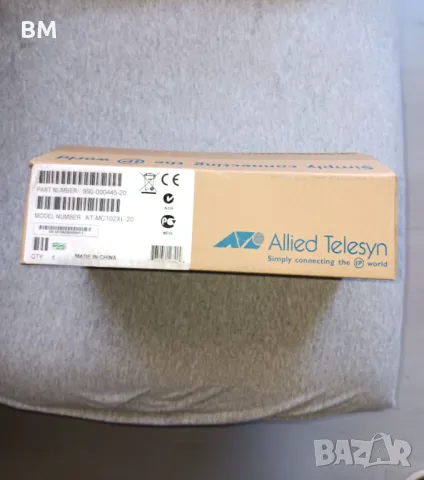 BM
Simply connecting the IP world
PART NUMBER: 990-000445-20
MODEL NUMBER: AT-MC102XL-20
QTY: 1 MADE IN CHINA
Allied Telesyn
Simply connecting the IP world
BAZAR